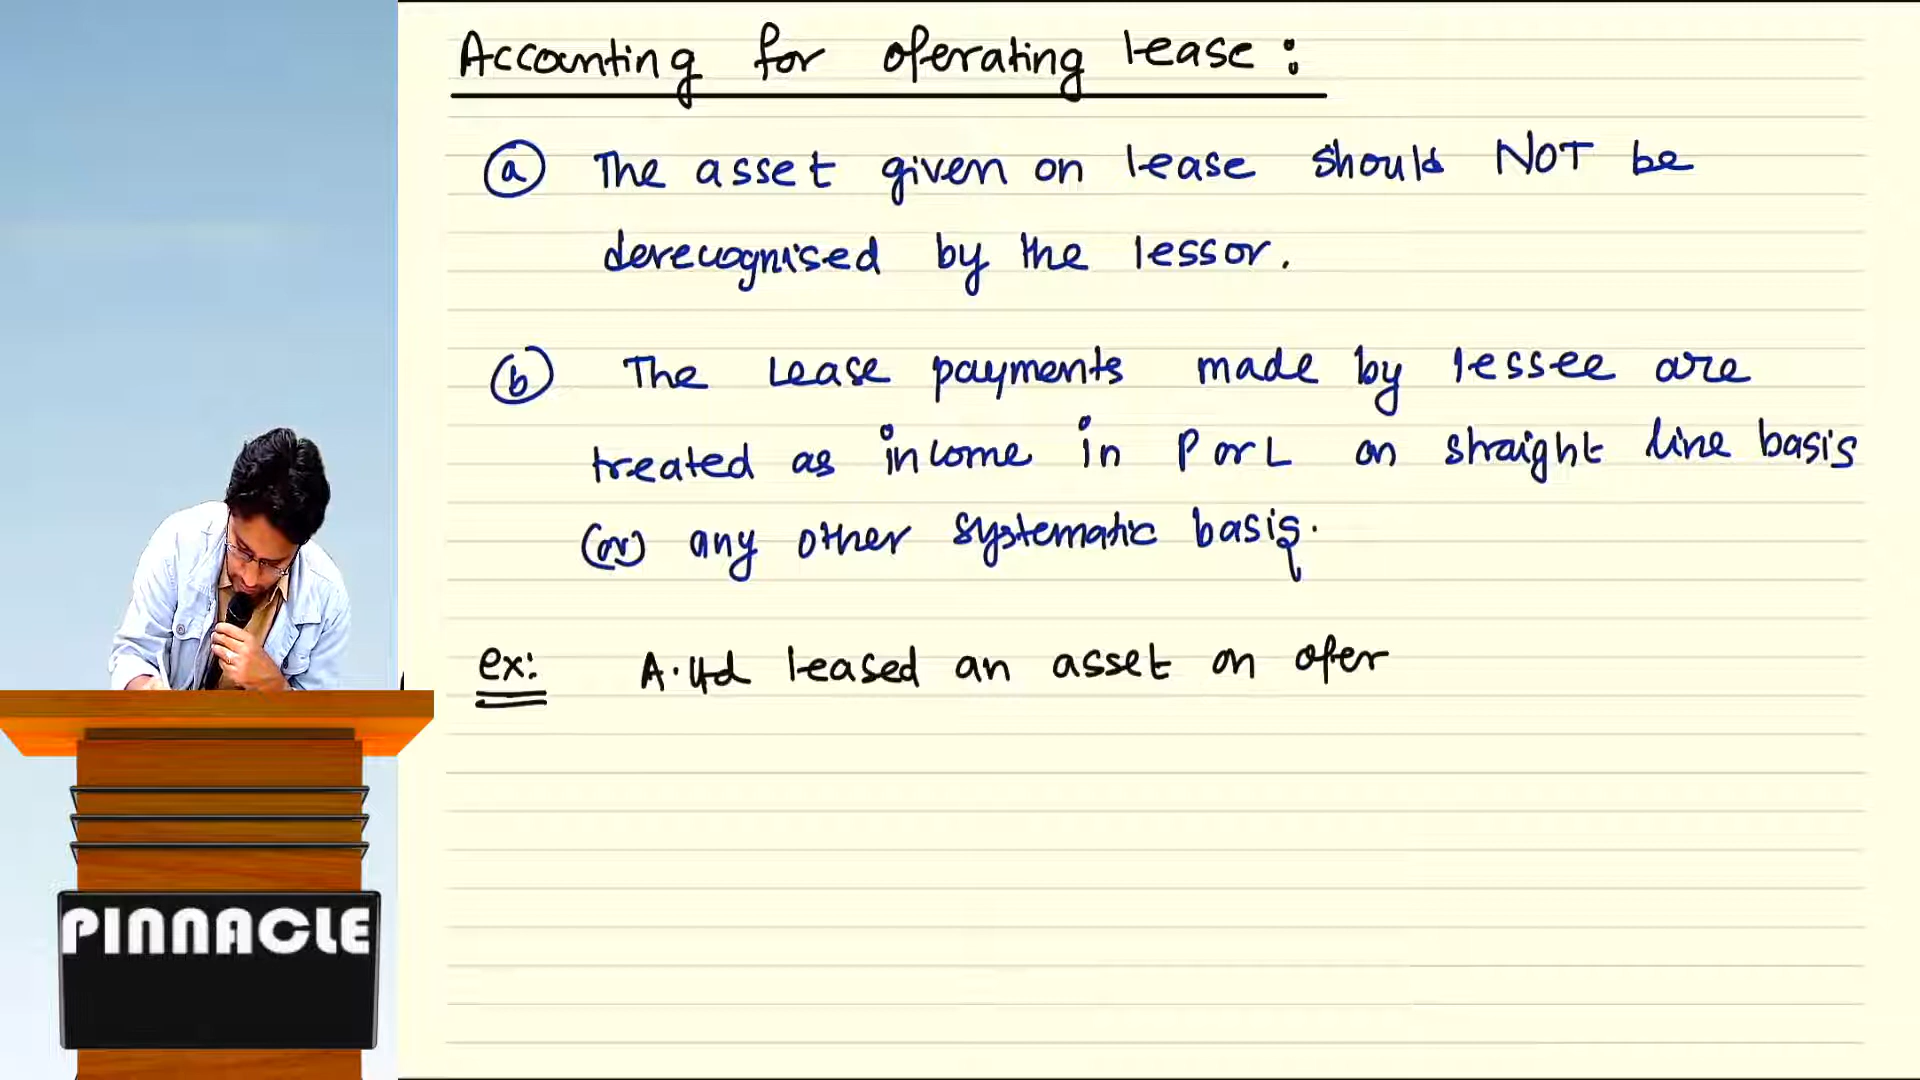 Accounting for operating lease :
(a) The asset given on lease should NOT be
derecognised by the lessor.
(b) The Lease payments made by lessee are
treated as income in P or L on straight line basis
(or) any other systematic basis.
ex: A.Ltd leased an asset on oper
PINNACLE